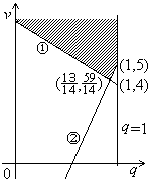 v
①
(1,5)
(13/14, 59/14)
(1,4)
q=1
②
0
q